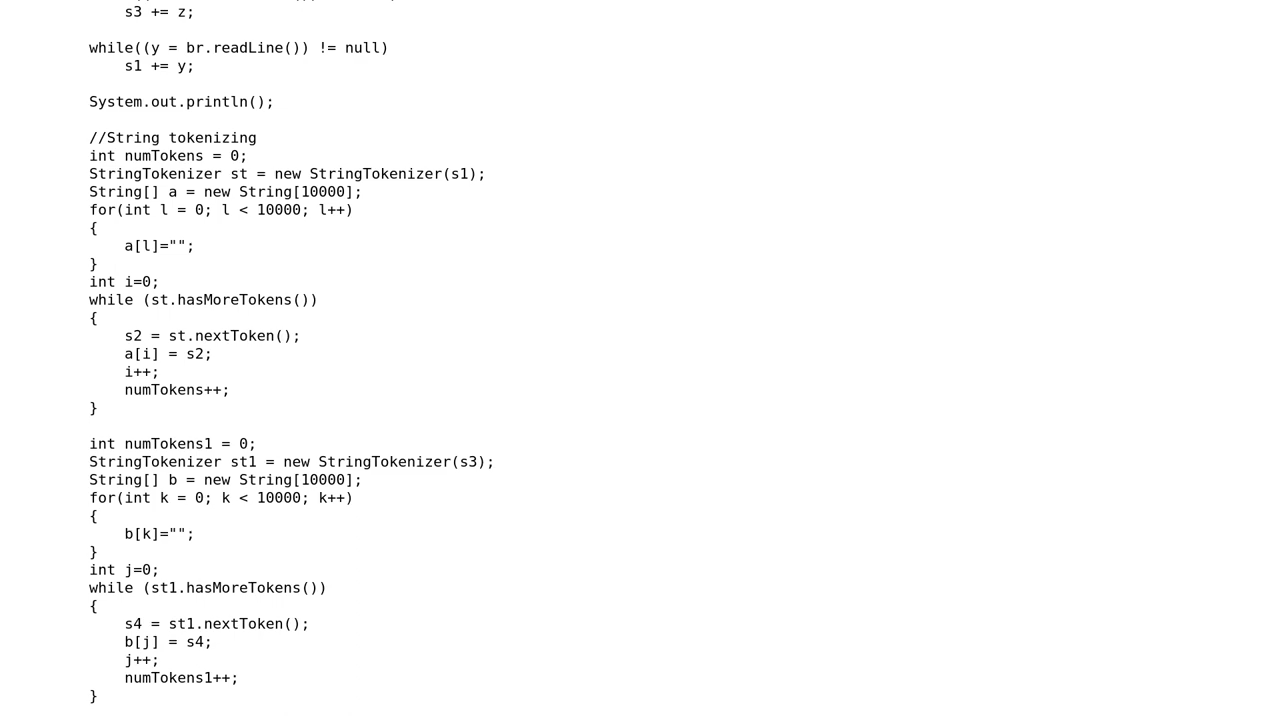 s3 += z;
while((y = br.readLine()) != null)
s1 += y;
System.out.println();
//String tokenizing
int numTokens = 0;
StringTokenizer st = new StringTokenizer(s1);
String[] a = new String[10000];
for(int l = 0; l < 10000; l++)
{
a[l]="";
}
int i=0;
while (st.hasMoreTokens())
{
s2 = st.nextToken();
a[i] = s2;
i++;
numTokens++;
}
int numTokens1 = 0;
StringTokenizer st1 = new StringTokenizer(s3);
String[] b = new String[10000];
for(int k = 0; k < 10000; k++)
{
b[k]="";
}
int j=0;
while (st1.hasMoreTokens())
{
s4 = st1.nextToken();
b[j] = s4;
j++;
numTokens1++;
}